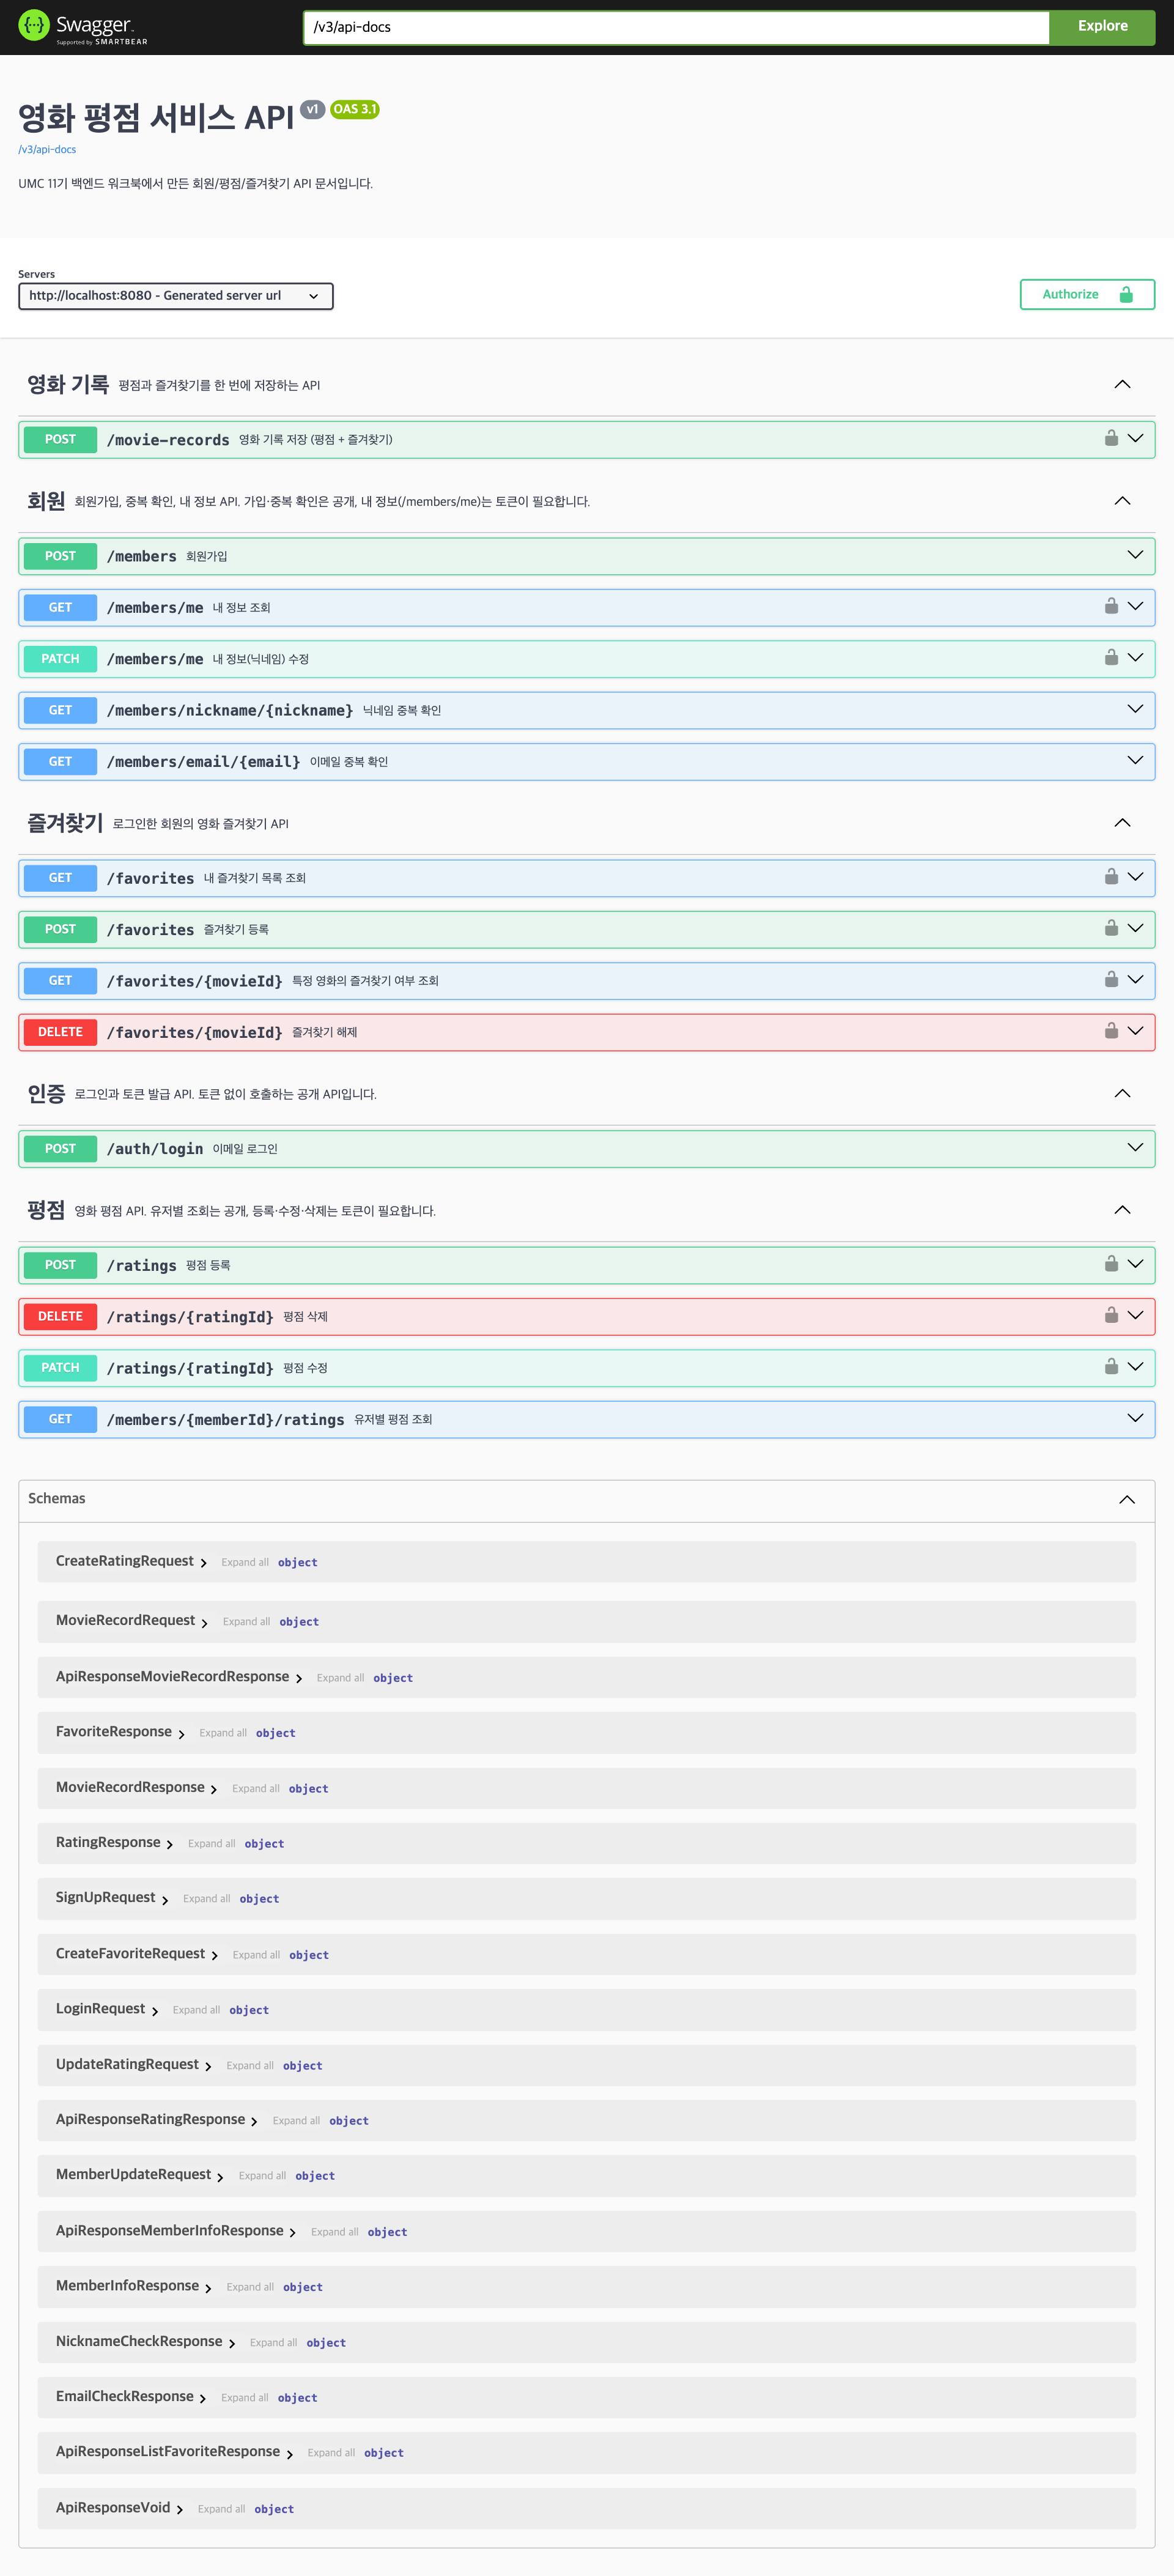 Swagger
Supported by SMARTBEAR
/v3/api-docs
Explore
영화 평점 서비스 API v1 OAS 3.1
/v3/api-docs
UMC 11기 백엔드 워크북에서 만든 회원/평점/즐겨찾기 API 문서입니다.
Servers
http://localhost:8080 - Generated server url
Authorize
영화 기록 평점과 즐겨찾기를 한 번에 저장하는 API
POST /movie-records 영화 기록 저장 (평점 + 즐겨찾기)
회원 회원가입, 중복 확인, 내 정보 API. 가입·중복 확인은 공개, 내 정보(/members/me)는 토큰이 필요합니다.
POST /members 회원가입
GET /members/me 내 정보 조회
PATCH /members/me 내 정보(닉네임) 수정
GET /members/nickname/{nickname} 닉네임 중복 확인
GET /members/email/{email} 이메일 중복 확인
즐겨찾기 로그인한 회원의 영화 즐겨찾기 API
GET /favorites 내 즐겨찾기 목록 조회
POST /favorites 즐겨찾기 등록
GET /favorites/{movieId} 특정 영화의 즐겨찾기 여부 조회
DELETE /favorites/{movieId} 즐겨찾기 해제
인증 로그인과 토큰 발급 API. 토큰 없이 호출하는 공개 API입니다.
POST /auth/login 이메일 로그인
평점 영화 평점 API. 유저별 조회는 공개, 등록·수정·삭제는 토큰이 필요합니다.
POST /ratings 평점 등록
DELETE /ratings/{ratingId} 평점 삭제
PATCH /ratings/{ratingId} 평점 수정
GET /members/{memberId}/ratings 유저별 평점 조회
Schemas
CreateRatingRequest Expand all object
MovieRecordRequest Expand all object
ApiResponseMovieRecordResponse Expand all object
FavoriteResponse Expand all object
MovieRecordResponse Expand all object
RatingResponse Expand all object
SignUpRequest Expand all object
CreateFavoriteRequest Expand all object
LoginRequest Expand all object
UpdateRatingRequest Expand all object
ApiResponseRatingResponse Expand all object
MemberUpdateRequest Expand all object
ApiResponseMemberInfoResponse Expand all object
MemberInfoResponse Expand all object
NicknameCheckResponse Expand all object
EmailCheckResponse Expand all object
ApiResponseListFavoriteResponse Expand all object
ApiResponseVoid Expand all object